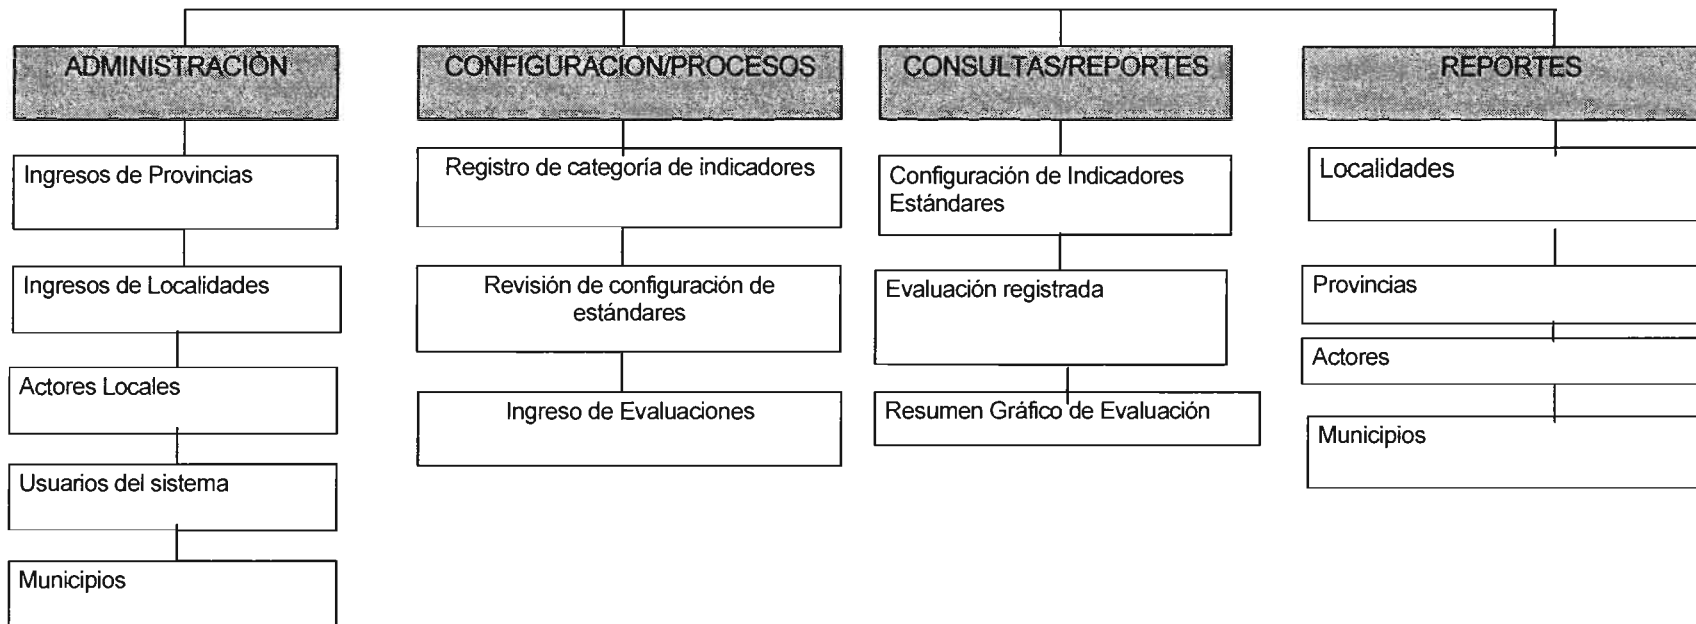 ADMINISTRACIÓN
Ingresos de Provincias
Ingresos de Localidades
Actores Locales
Usuarios del sistema
Municipios
CONFIGURACION/PROCESOS
Registro de categoría de indicadores
Revisión de configuración de
estándares
Ingreso de Evaluaciones
CONSULTAS/REPORTES
Configuración de Indicadores
Estándares
Evaluación registrada
Resumen Gráfico de Evaluación
REPORTES
Localidades
Provincias
Actores
Municipios